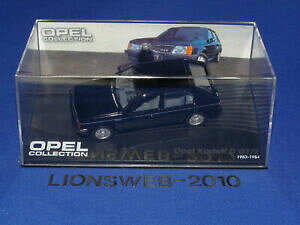 OPEL
COLLECTION
OPEL
COLLECTION
Opel Kadett D GT/E
1983-1984
LIONSWEB-2010